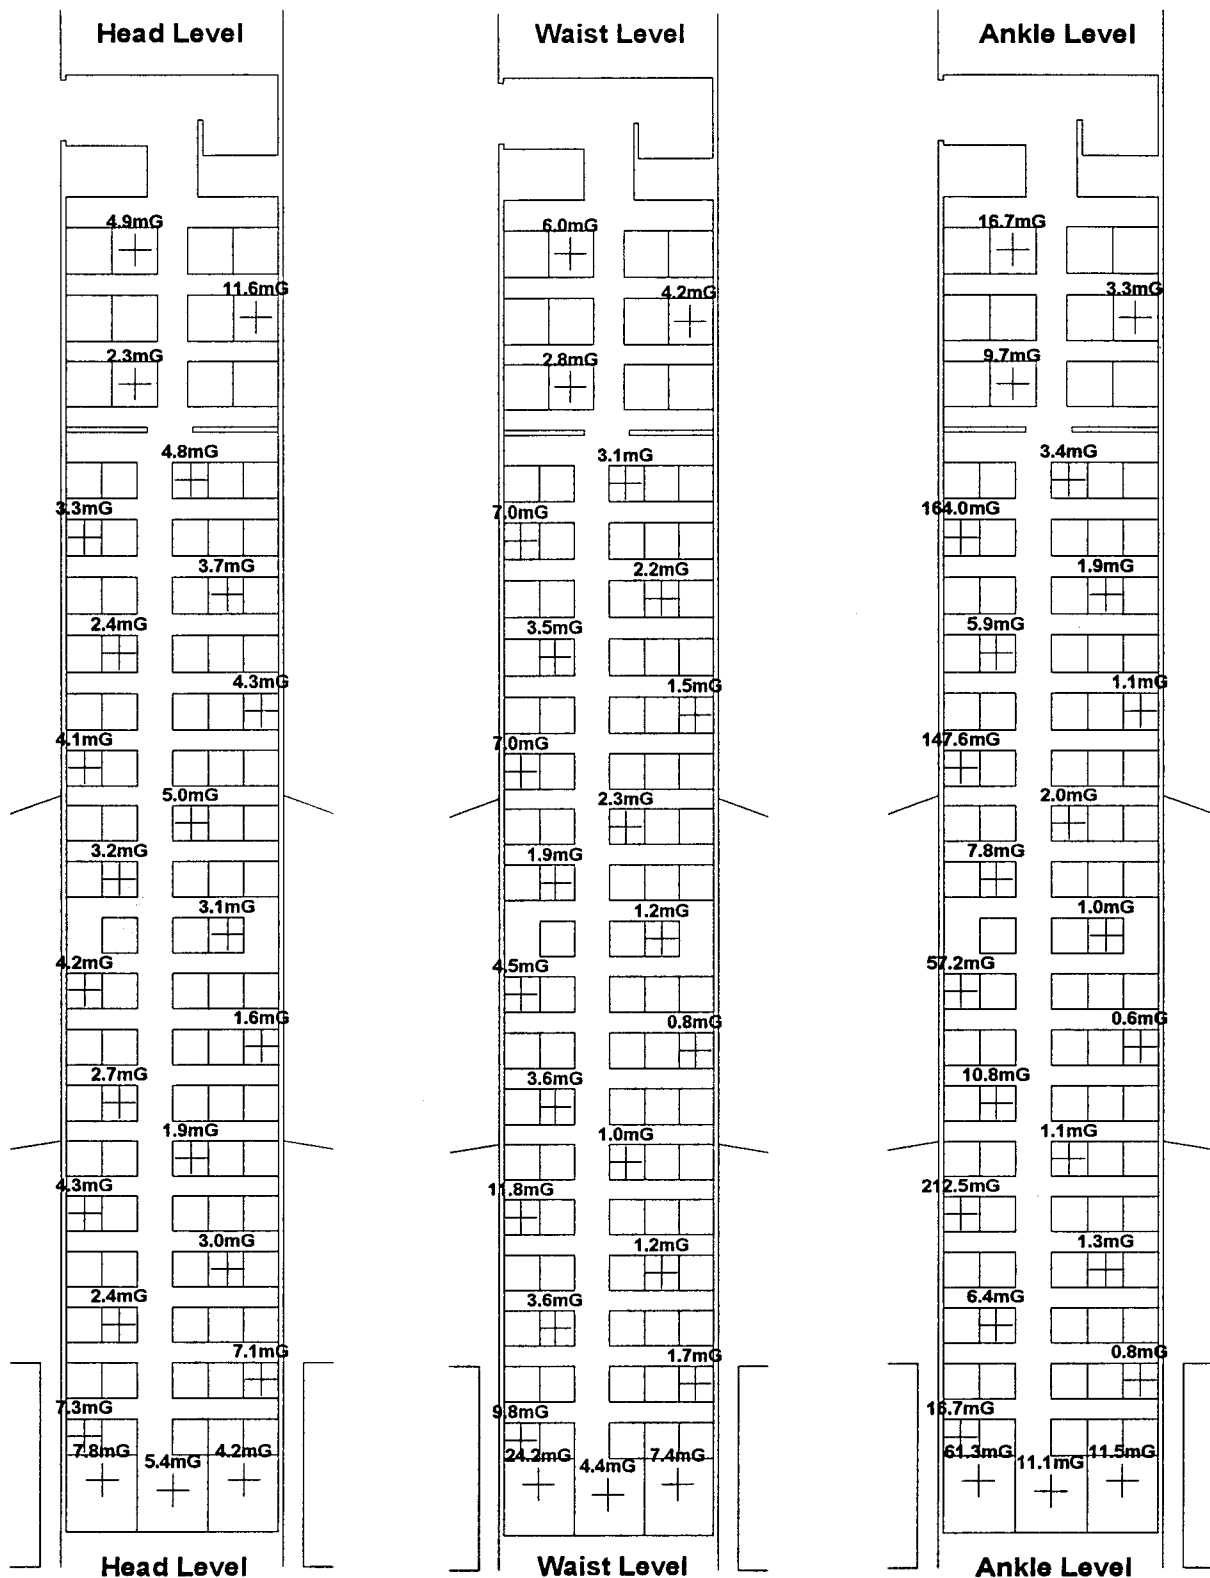 Head Level
4.9mG
11.6mG
2.3mG
4.8mG
3.3mG
3.7mG
2.4mG
4.3mG
4.1mG
5.0mG
3.2mG
3.1mG
4.2mG
1.6mG
2.7mG
1.9mG
4.3mG
3.0mG
2.4mG
7.1mG
7.3mG
7.8mG
5.4mG
4.2mG
Head Level
Waist Level
6.0mG
4.2mG
2.8mG
3.1mG
7.0mG
2.2mG
3.5mG
1.5mG
7.0mG
2.3mG
1.9mG
1.2mG
4.5mG
0.8mG
3.6mG
1.0mG
11.8mG
1.2mG
3.6mG
1.7mG
9.8mG
24.2mG
4.4mG
7.4mG
Waist Level
Ankle Level
16.7mG
3.3mG
9.7mG
3.4mG
164.0mG
1.9mG
5.9mG
1.1mG
147.6mG
2.0mG
7.8mG
1.0mG
57.2mG
0.6mG
10.8mG
1.1mG
212.5mG
1.3mG
6.4mG
0.8mG
16.7mG
61.3mG
11.1mG
11.5mG
Ankle Level